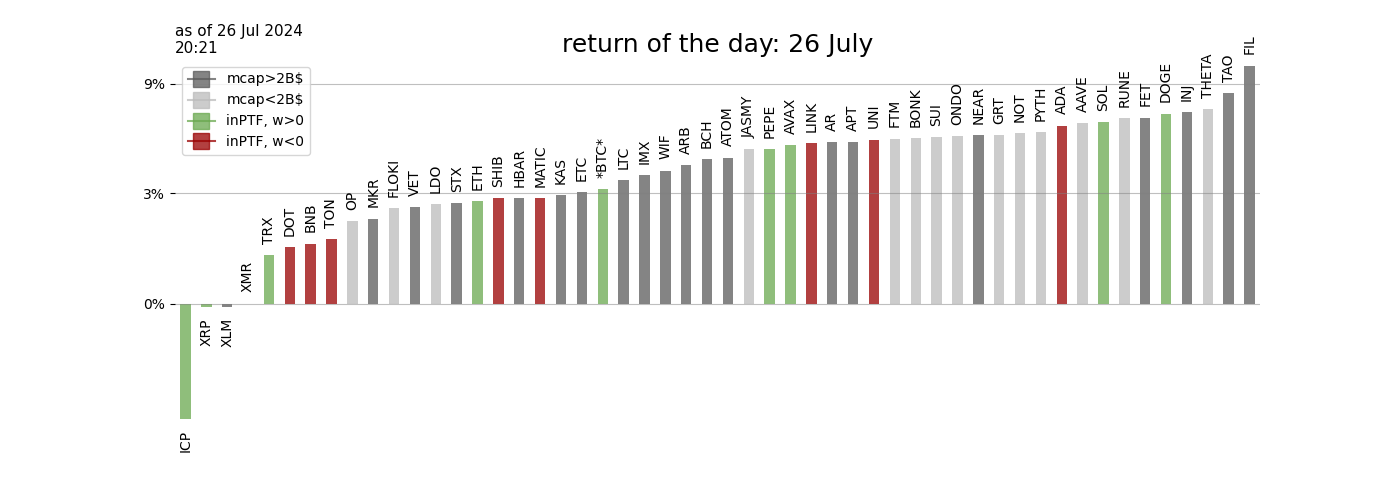 as of 26 Jul 2024
20:21
return of the day: 26 July
mcap>2B$
mcap<2B$
inPTF, w>0
inPTF, w<0
9%
3%
0%
ICP
XRP
XLM
XMR
TRX
DOT
BNB
TON
OP
MKR
FLOKI
VET
LDO
STX
ETH
SHIB
HBAR
MATIC
KAS
ETC
*BTC*
LTC
IMX
WIF
ARB
BCH
ATOM
JASMY
PEPE
AVAX
LINK
AR
APT
UNI
FTM
BONK
SUI
ONDO
NEAR
GRT
NOT
PYTH
ADA
AAVE
SOL
RUNE
FET
DOGE
INJ
THETA
TAO
FIL